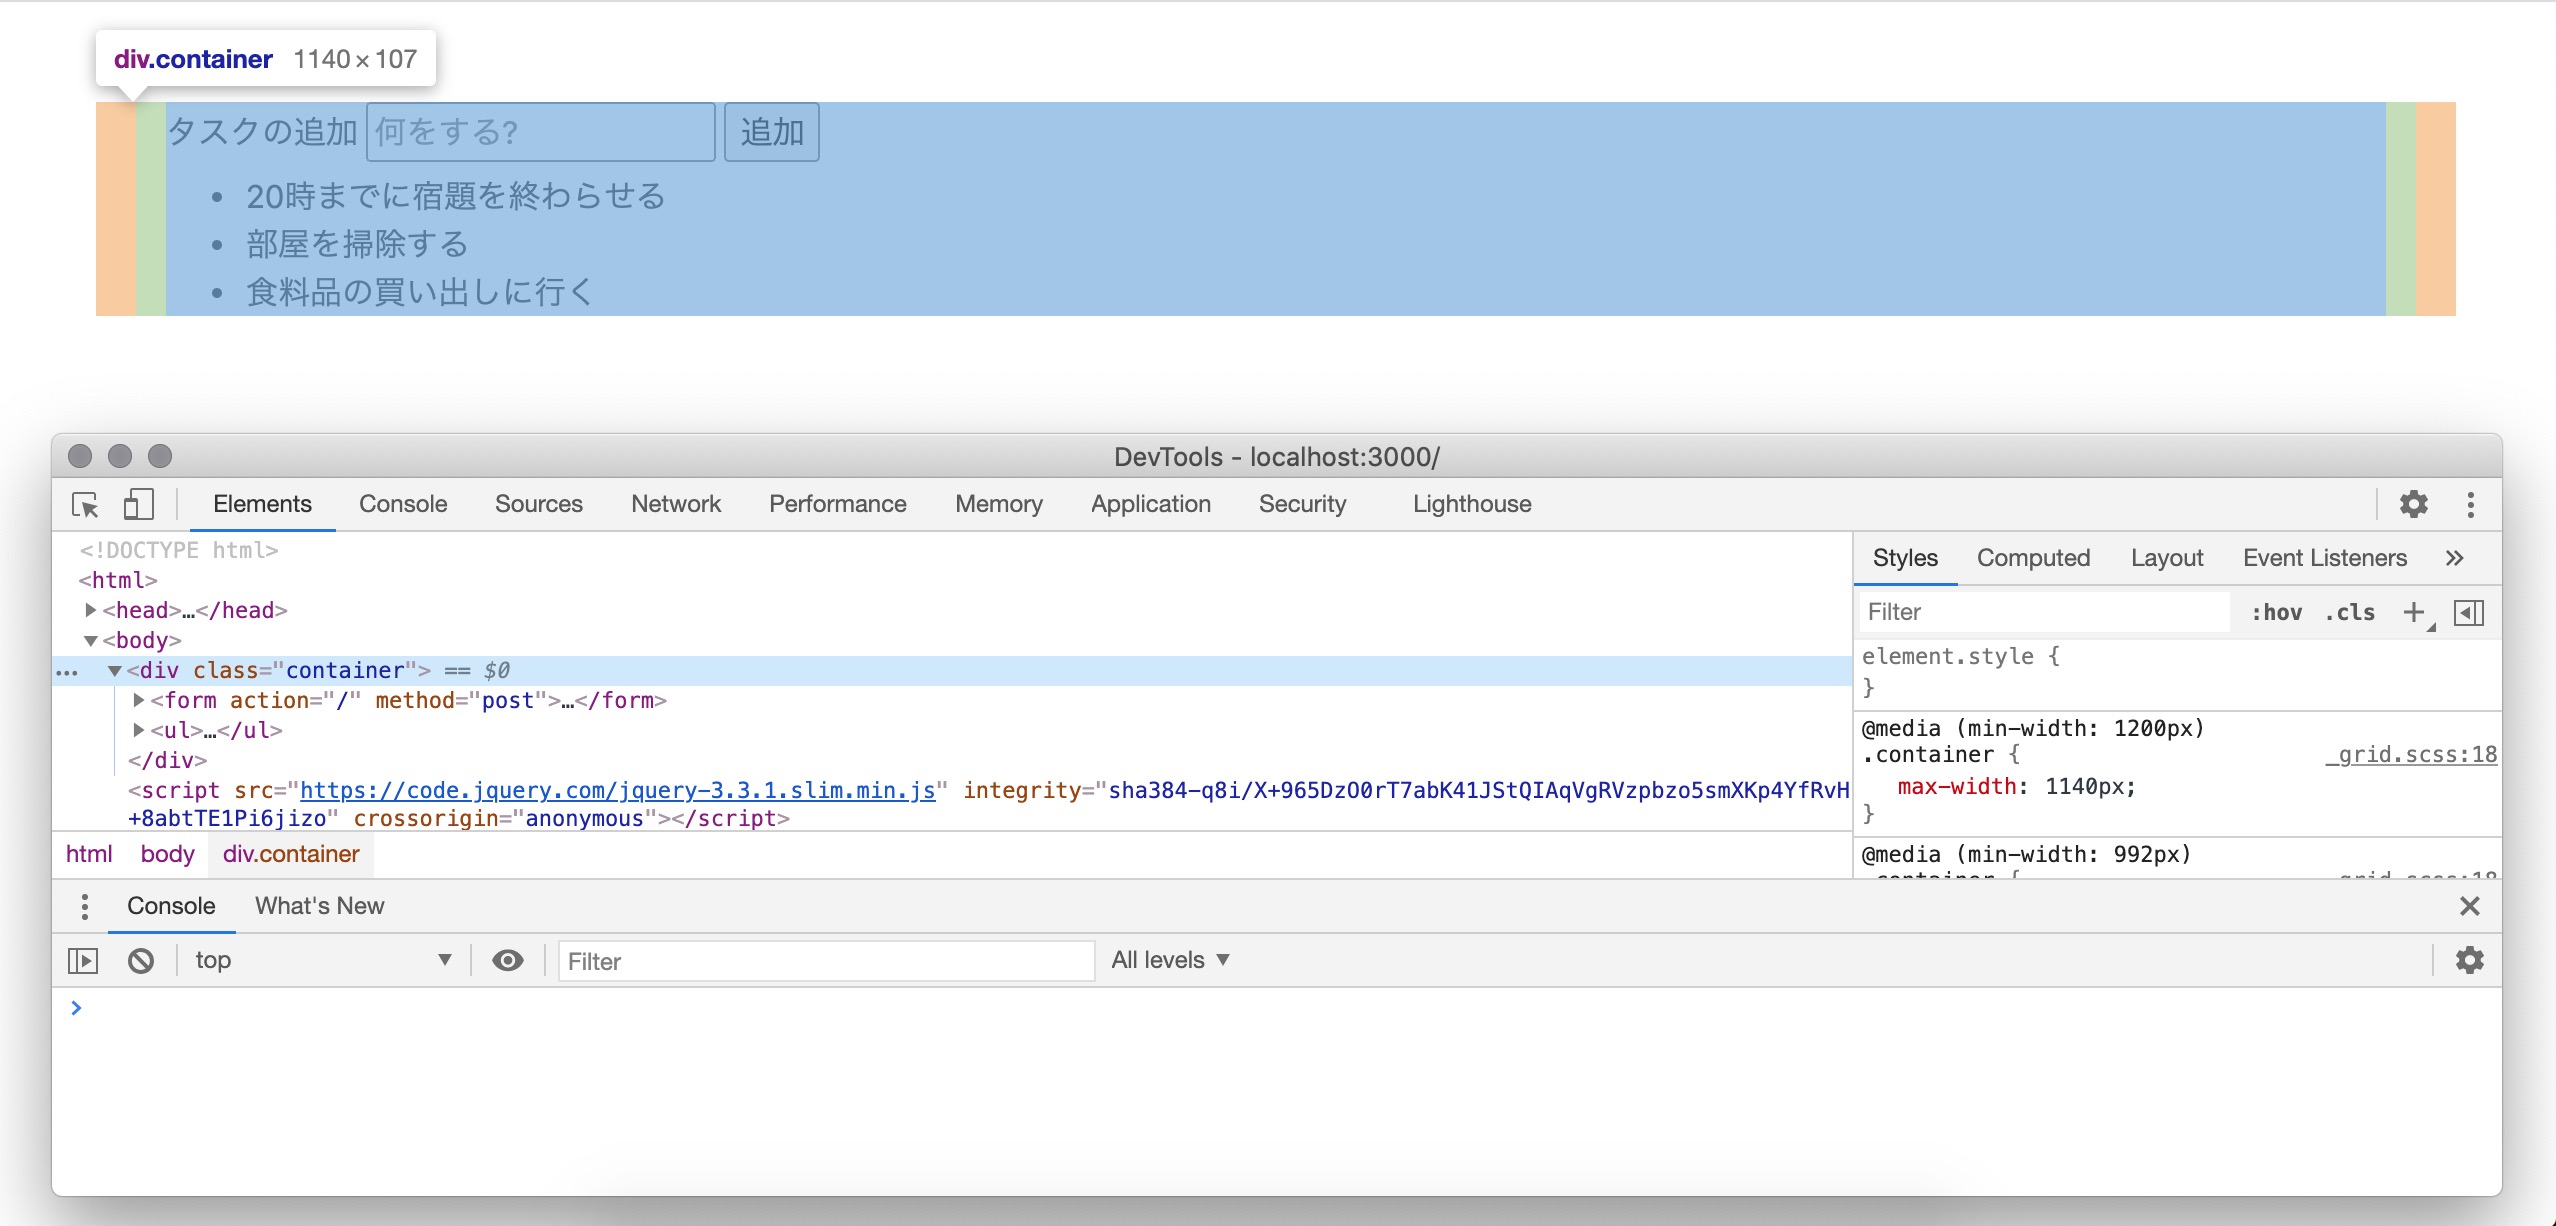 div.container 1140×107
タスクの追加 何をする? 追加
• 20時までに宿題を終わらせる
• 部屋を掃除する
• 食料品の買い出しに行く
DevTools - localhost:3000/
Elements Console Sources Network Performance Memory Application Security Lighthouse
<!DOCTYPE html>
<html>
<head>…</head>
<body>
… <div class="container"> == $0
<form action="/" method="post">…</form>
<ul>…</ul>
</div>
<script src="https://code.jquery.com/jquery-3.3.1.slim.min.js" integrity="sha384-q8i/X+965DzO0rT7abK41JStQIAqVgRVzpbzo5smXKp4YfRvH
+8abtTE1Pi6jizo" crossorigin="anonymous"></script>
html body div.container
Styles Computed Layout Event Listeners »
Filter :hov .cls +
element.style {
}
@media (min-width: 1200px)
.container { _grid.scss:18
max-width: 1140px;
}
@media (min-width: 992px)
.container { _grid.scss:18
Console What's New
top Filter All levels
>